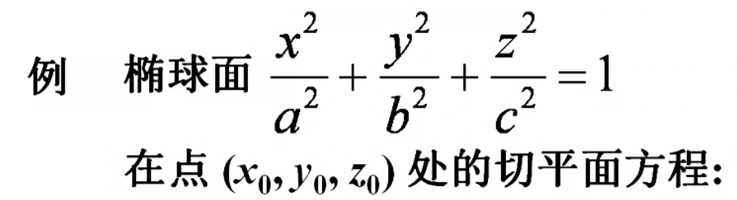 例 椭球面 x²/a² + y²/b² + z²/c² = 1
在点 (x₀, y₀, z₀) 处的切平面方程: